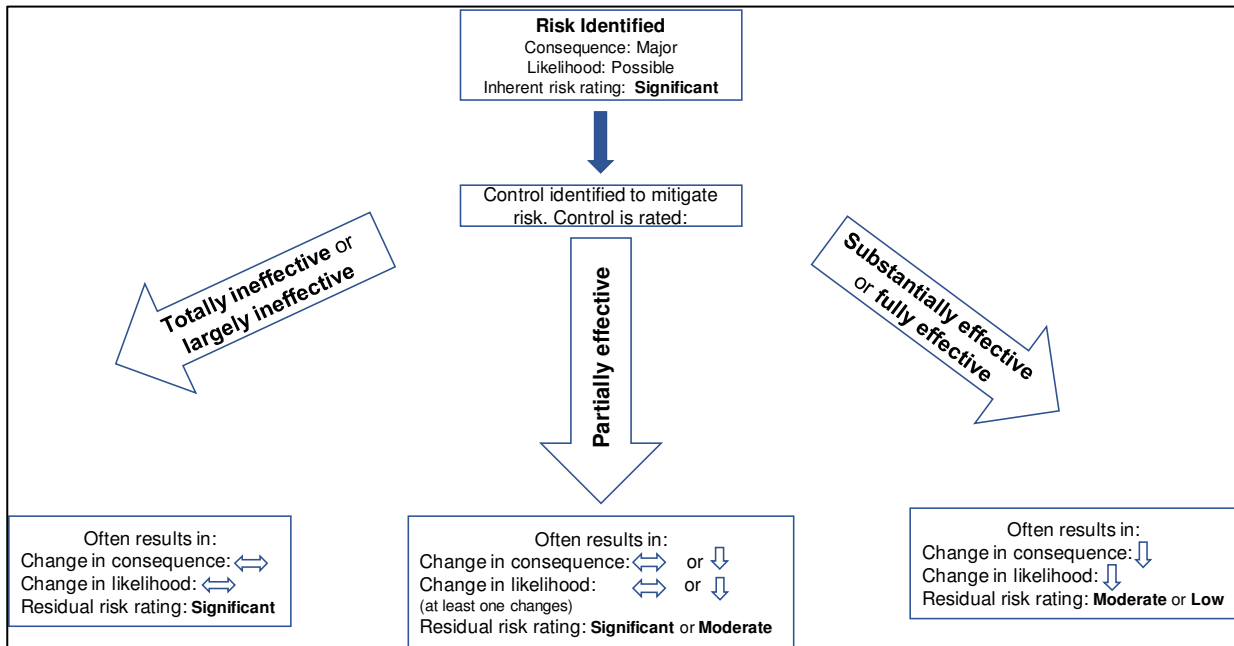 Risk Identified
Consequence: Major
Likelihood: Possible
Inherent risk rating: Significant
Control identified to mitigate
risk. Control is rated:
Totally ineffective or
largely ineffective
Partially effective
Substantially effective
or fully effective
Often results in:
Change in consequence:
Change in likelihood:
Residual risk rating: Significant
Often results in:
Change in consequence: or
Change in likelihood: or
(at least one changes)
Residual risk rating: Significant or Moderate
Often results in:
Change in consequence:
Change in likelihood:
Residual risk rating: Moderate or Low